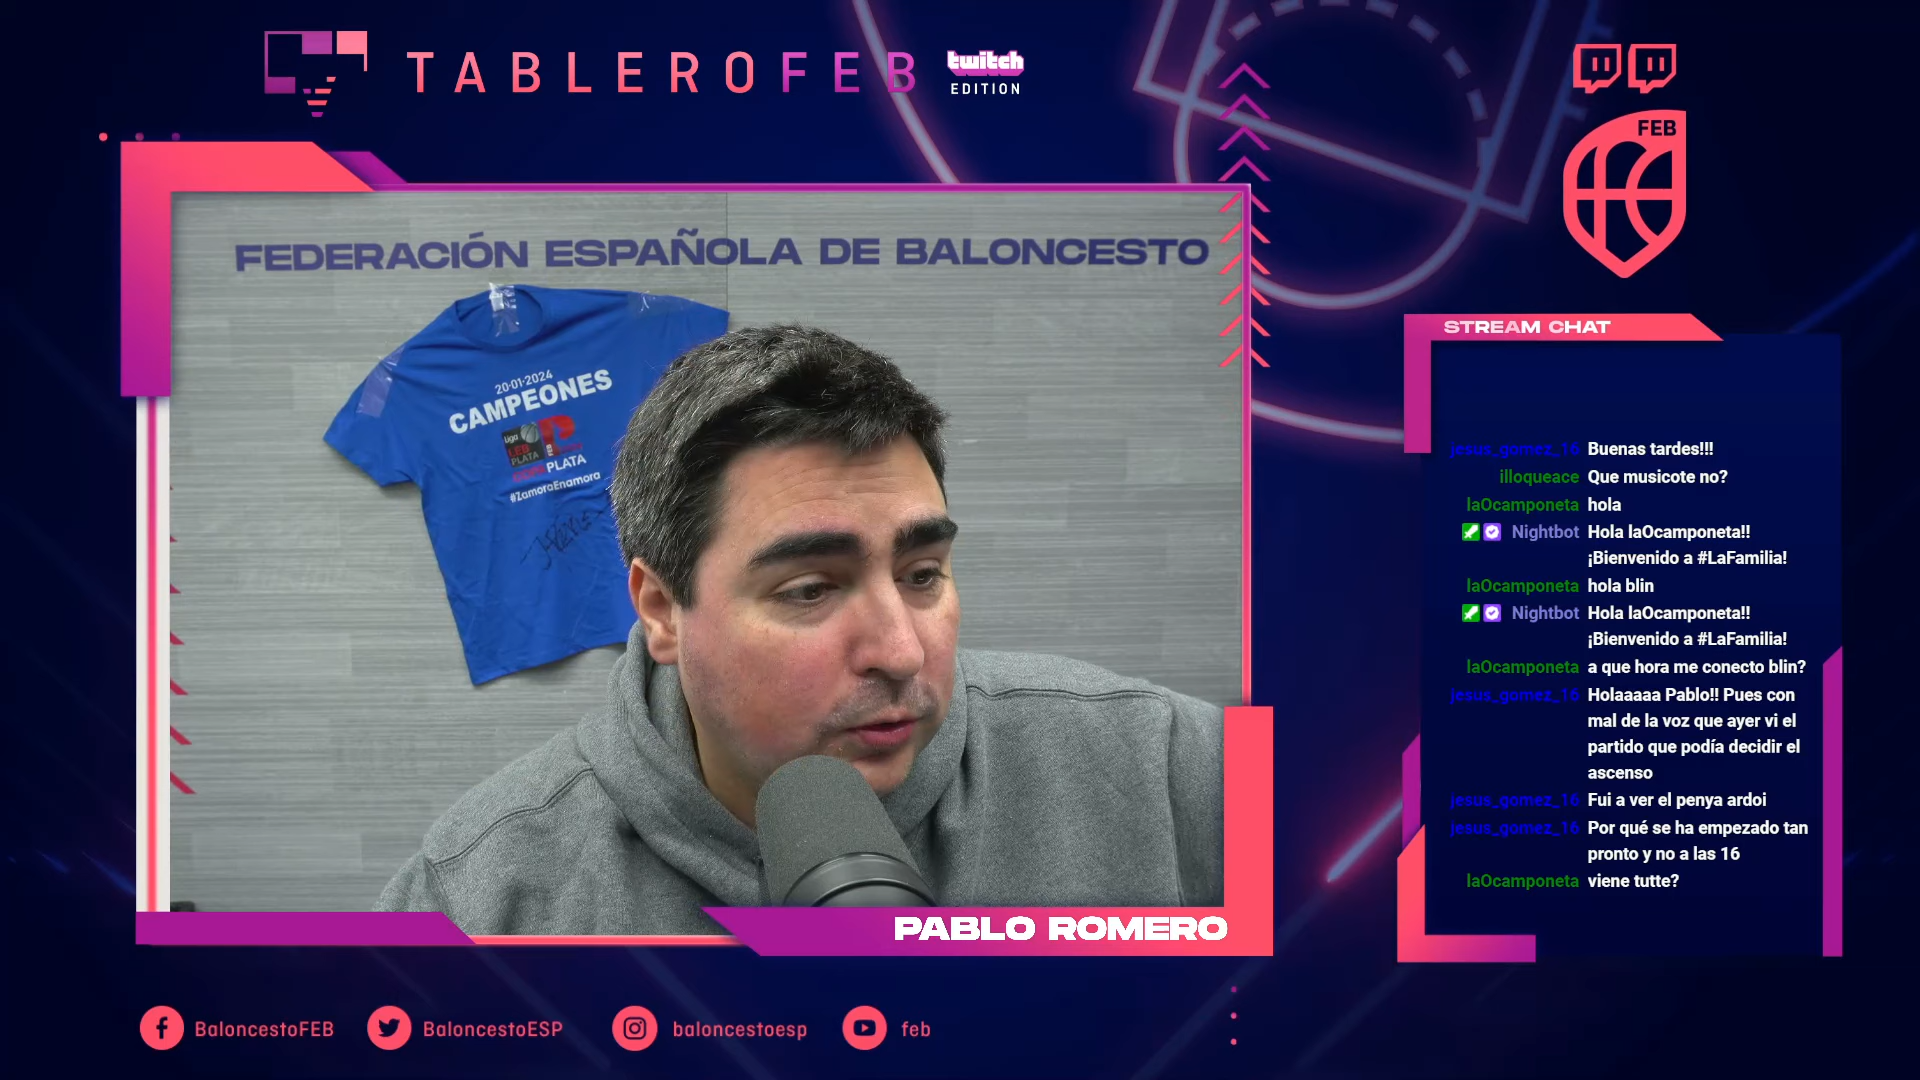 TABLEROFEB
twitch
EDITION
FEB
FEDERACIÓN ESPAÑOLA DE BALONCESTO
20·01·2024
CAMPEONES
Liga
LEB
PLATA
PLATA
#ZamoraEnamora
STREAM CHAT
jesus_gomez_16 Buenas tardes!!!
illoqueace Que musicote no?
laOcamponeta hola
Nightbot Hola laOcamponeta!!
¡Bienvenido a #LaFamilia!
laOcamponeta hola blin
Nightbot Hola laOcamponeta!!
¡Bienvenido a #LaFamilia!
laOcamponeta a que hora me conecto blin?
jesus_gomez_16 Holaaaaa Pablo!! Pues con
mal de la voz que ayer vi el
partido que podía decidir el
ascenso
jesus_gomez_16 Fui a ver el penya ardoi
jesus_gomez_16 Por qué se ha empezado tan
pronto y no a las 16
laOcamponeta viene tutte?
PABLO ROMERO
BaloncestoFEB
BaloncestoESP
baloncestoesp
feb